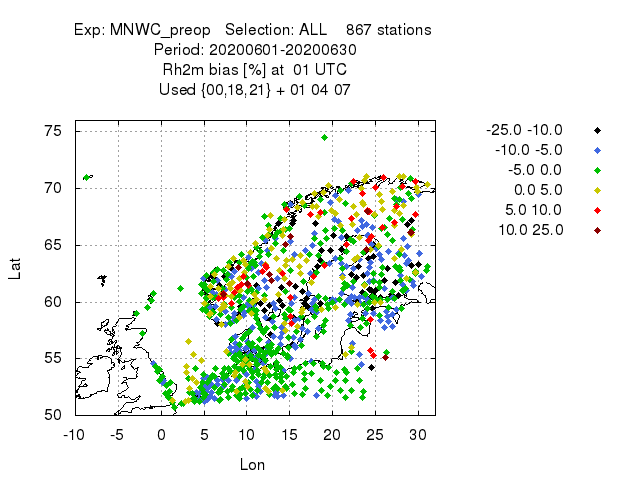 Exp: MNWC_preop   Selection: ALL    867 stations
Period: 20200601-20200630
Rh2m bias [%] at  01 UTC
Used {00,18,21} + 01 04 07
-25.0 -10.0
-10.0 -5.0
-5.0 0.0
0.0 5.0
5.0 10.0
10.0 25.0
75
70
65
60
55
50
Lat
-10 -5 0 5 10 15 20 25 30
Lon